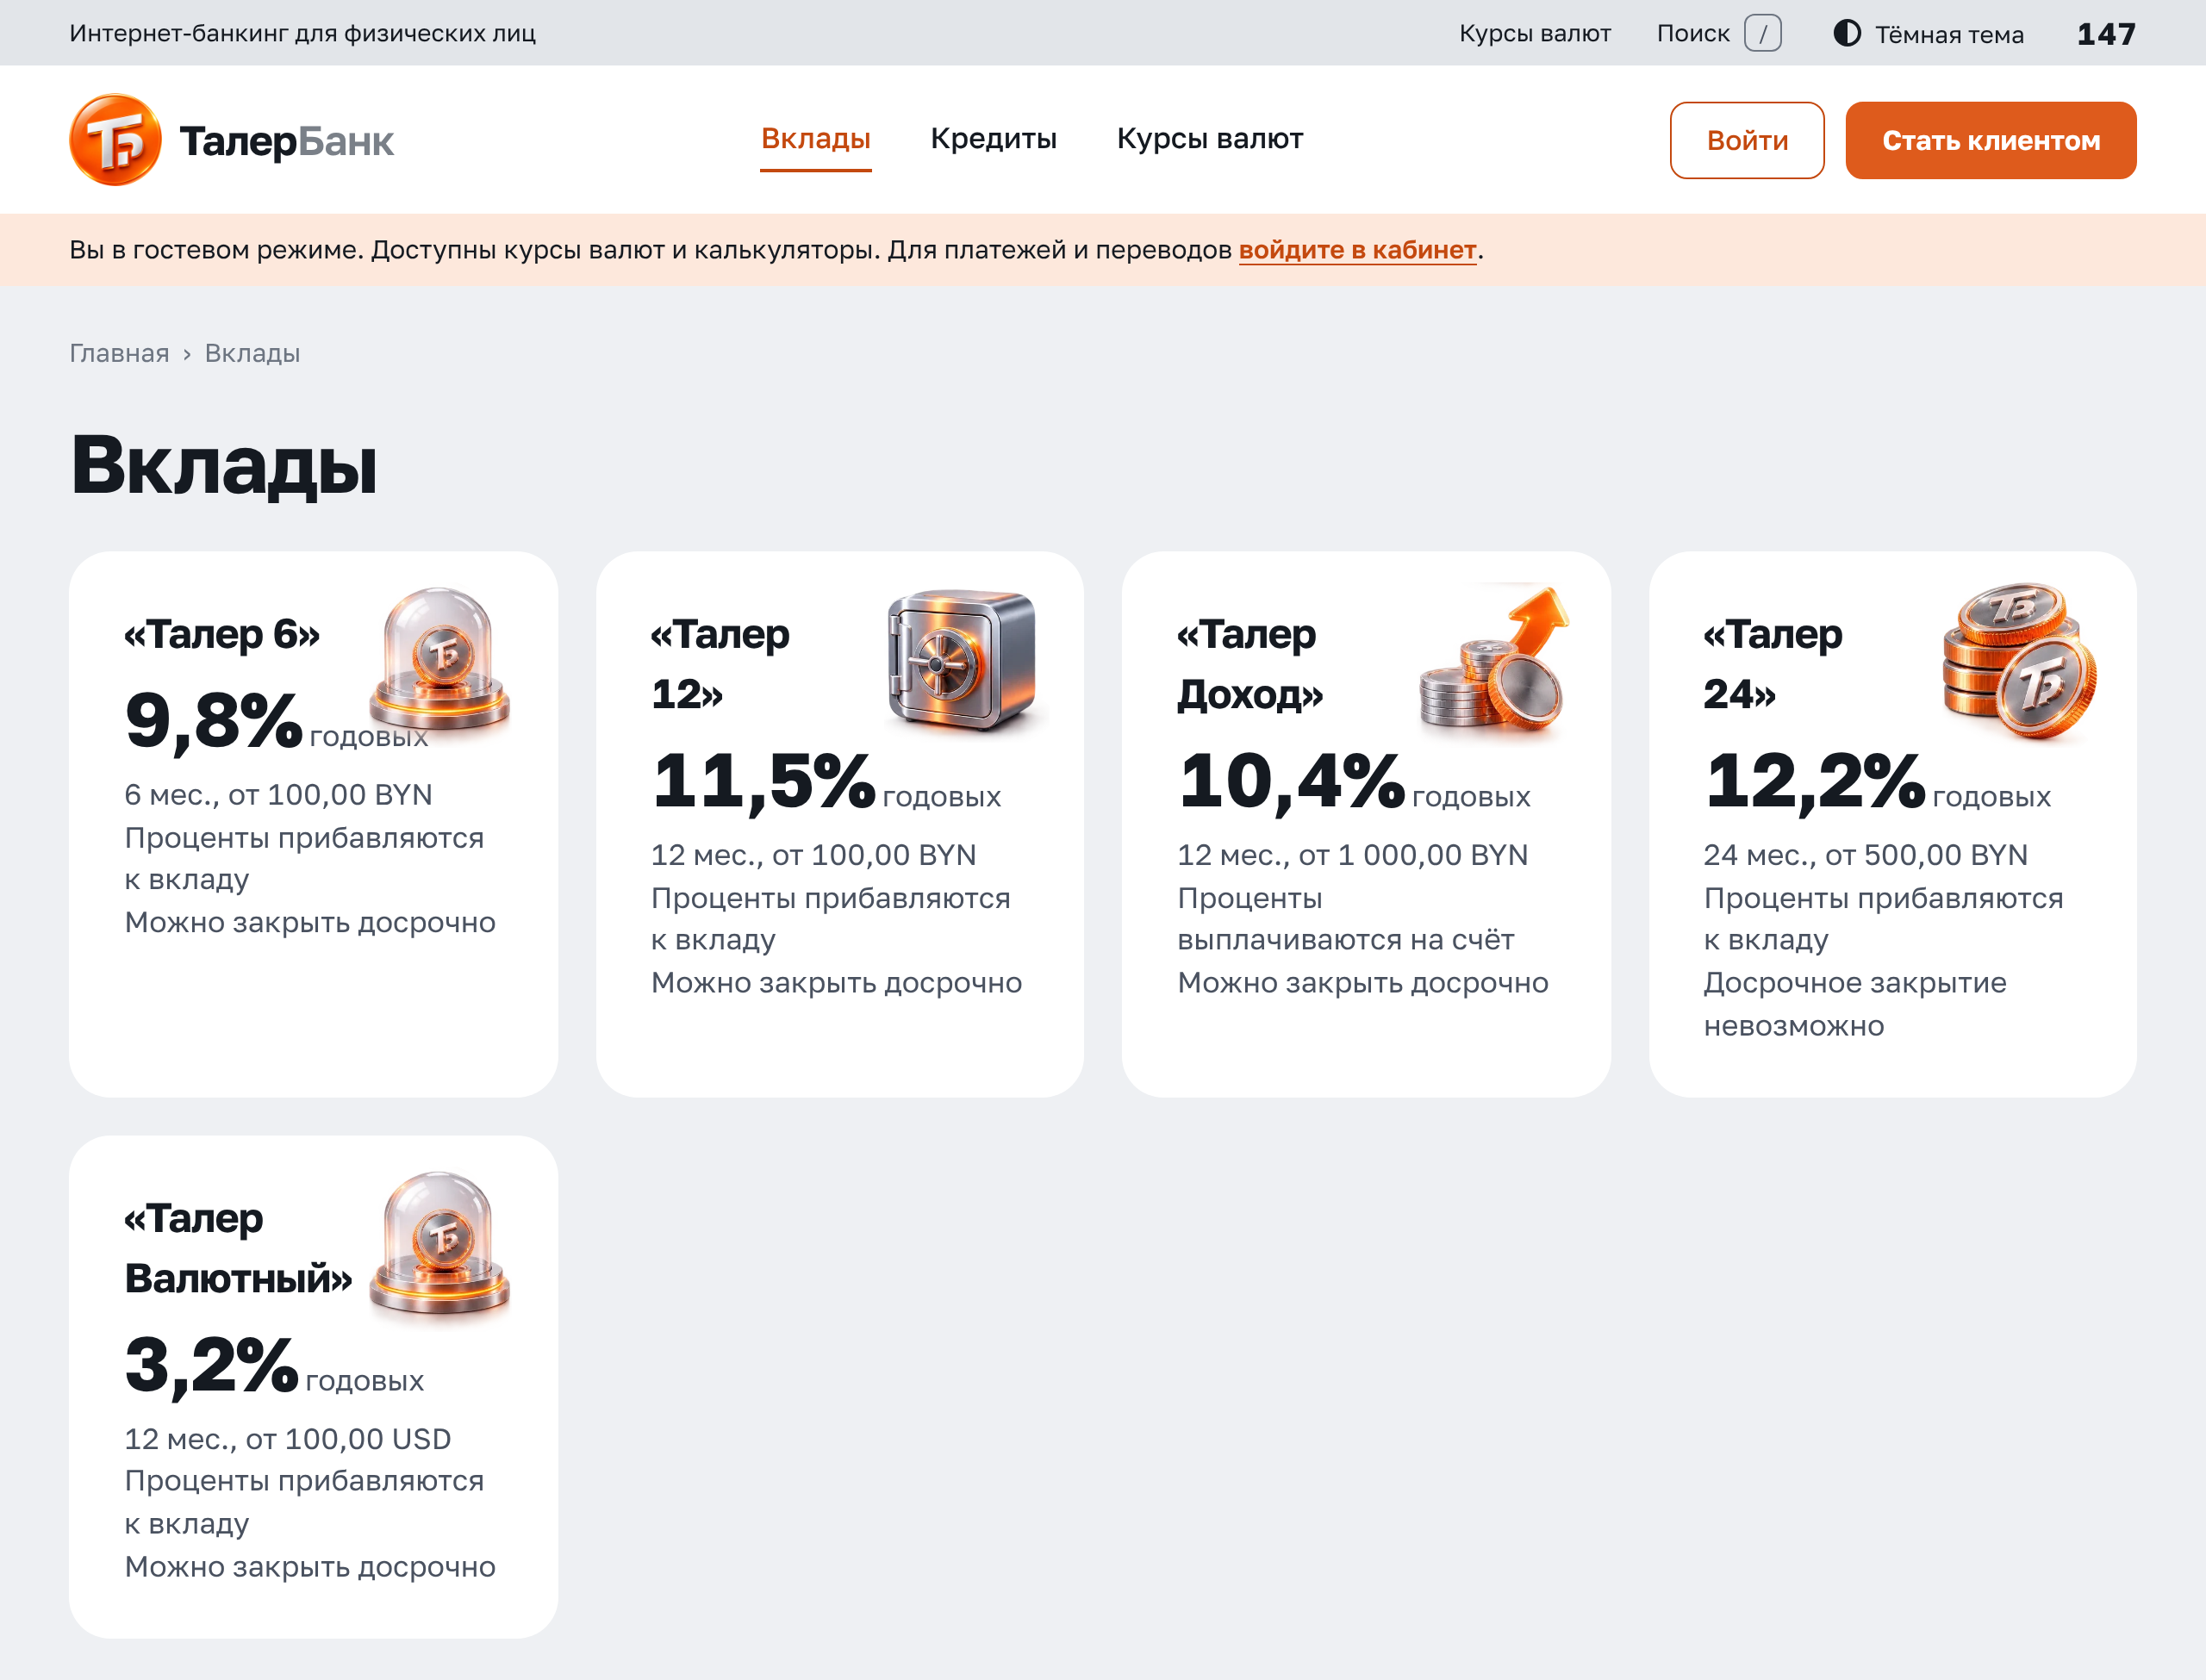 Интернет-банкинг для физических лиц
Курсы валют
Поиск /
Тёмная тема
147
ТалерБанк
Вклады
Кредиты
Курсы валют
Войти
Стать клиентом
Вы в гостевом режиме. Доступны курсы валют и калькуляторы. Для платежей и переводов войдите в кабинет.
Главная › Вклады
Вклады
«Талер 6»
9,8% годовых
6 мес., от 100,00 BYN
Проценты прибавляются
к вкладу
Можно закрыть досрочно
«Талер
12»
11,5% годовых
12 мес., от 100,00 BYN
Проценты прибавляются
к вкладу
Можно закрыть досрочно
«Талер
Доход»
10,4% годовых
12 мес., от 1 000,00 BYN
Проценты
выплачиваются на счёт
Можно закрыть досрочно
«Талер
24»
12,2% годовых
24 мес., от 500,00 BYN
Проценты прибавляются
к вкладу
Досрочное закрытие
невозможно
«Талер
Валютный»
3,2% годовых
12 мес., от 100,00 USD
Проценты прибавляются
к вкладу
Можно закрыть досрочно